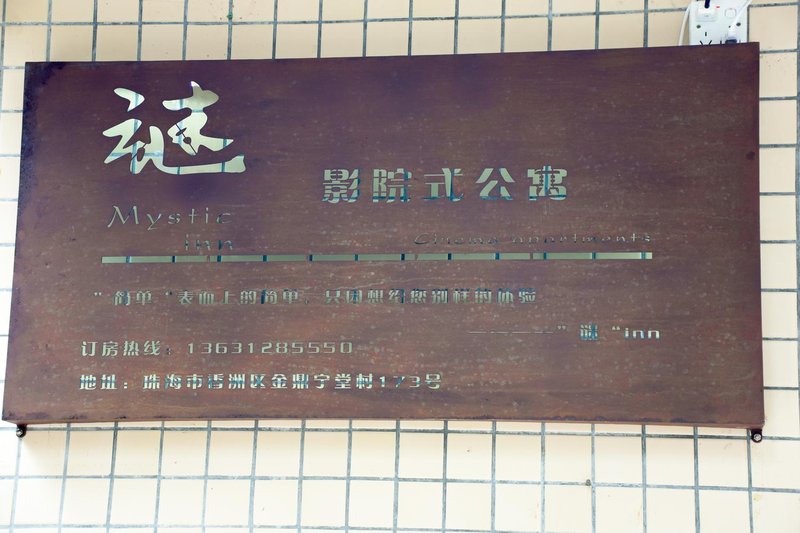 谜
影院式公寓
Mystic
inn
Cinema apartments
"简单"表面上的简单，只因想给您别样的体验
————"谜"inn
订房热线：13631285550
地址：珠海市香洲区金鼎宁堂村173号